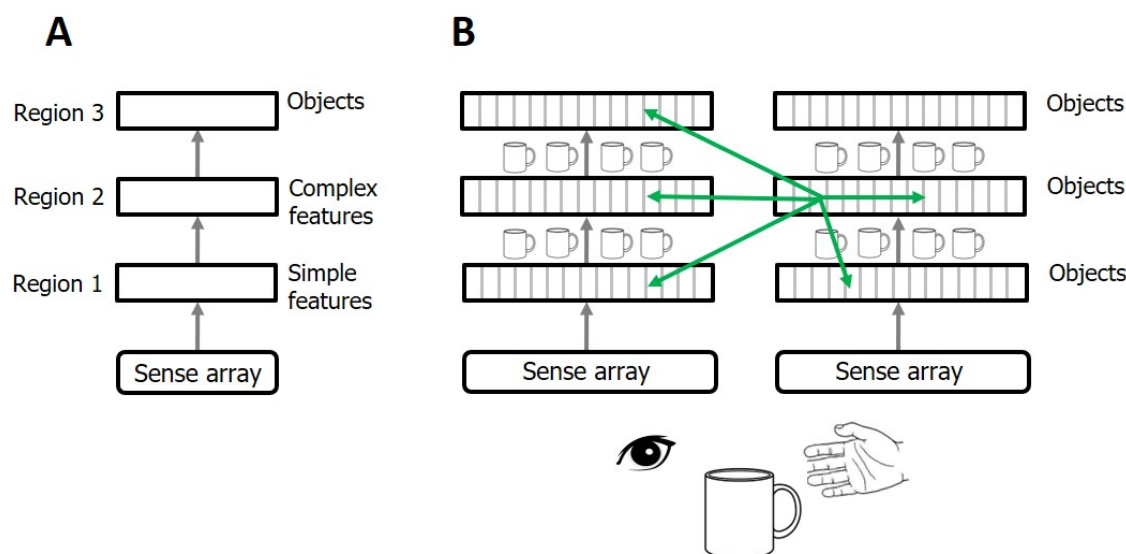 A
B
Region 3
Objects
Objects
Region 2
Complex
features
Objects
Region 1
Simple
features
Objects
Sense array
Sense array
Sense array